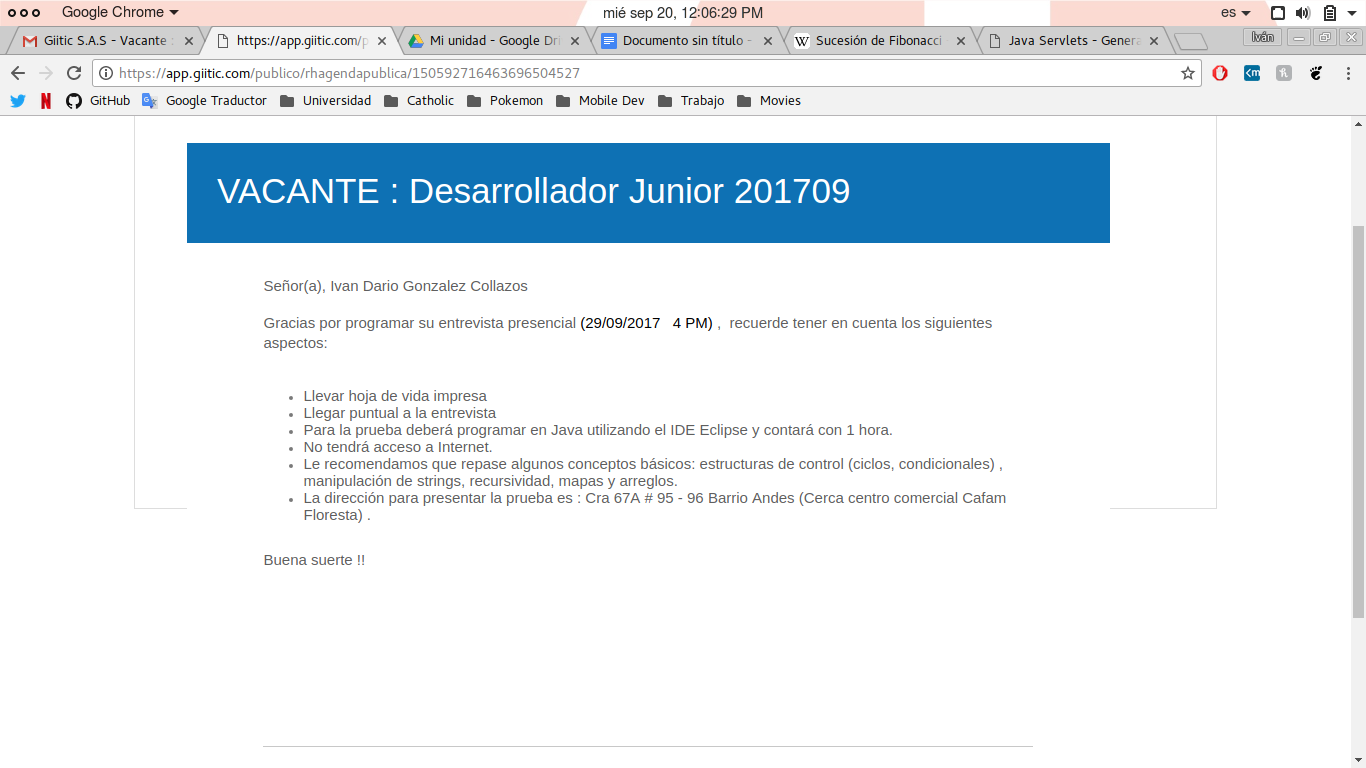 Google Chrome
mié sep 20, 12:06:29 PM
es
Giitic S.A.S - Vacante
https://app.giitic.com/p
Mi unidad - Google Dri
Documento sin título -
Sucesión de Fibonacci
Java Servlets - Genera
Iván
https://app.giitic.com/publico/rhagendapublica/150592716463696504527
GitHub
Google Traductor
Universidad
Catholic
Pokemon
Mobile Dev
Trabajo
Movies
VACANTE : Desarrollador Junior 201709
Señor(a), Ivan Dario Gonzalez Collazos
Gracias por programar su entrevista presencial (29/09/2017 4 PM) , recuerde tener en cuenta los siguientes
aspectos:
Llevar hoja de vida impresa
Llegar puntual a la entrevista
Para la prueba deberá programar en Java utilizando el IDE Eclipse y contará con 1 hora.
No tendrá acceso a Internet.
Le recomendamos que repase algunos conceptos básicos: estructuras de control (ciclos, condicionales) ,
manipulación de strings, recursividad, mapas y arreglos.
La dirección para presentar la prueba es : Cra 67A # 95 - 96 Barrio Andes (Cerca centro comercial Cafam
Floresta) .
Buena suerte !!